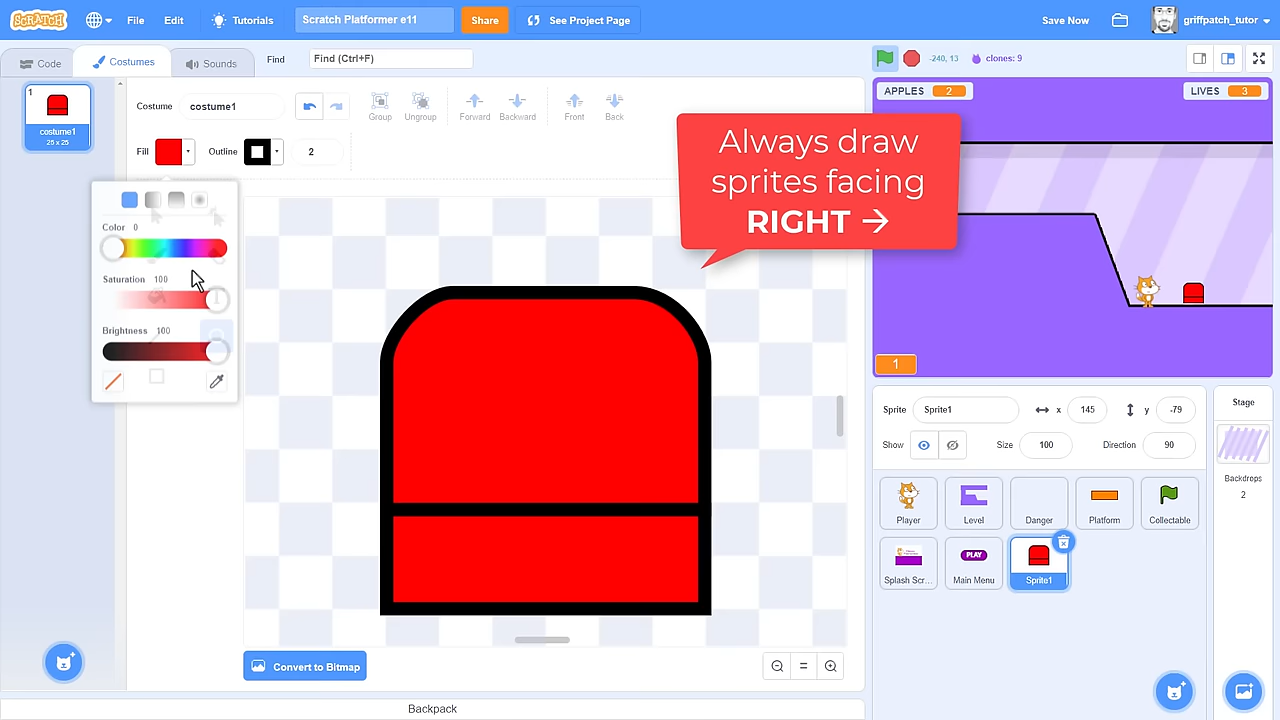 SCRATCH
File
Edit
Tutorials
Scratch Platformer e11
Share
See Project Page
Save Now
griffpatch_tutor
Code
Costumes
Sounds
Find
Find (Ctrl+F)
-240, 13
clones: 9
1
costume1
25 x 25
Costume
costume1
Group
Ungroup
Forward
Backward
Front
Back
Fill
Outline
2
Color 0
Saturation 100
Brightness 100
Always draw
sprites facing
RIGHT →
APPLES 2
LIVES 3
1
Sprite
Sprite1
x
145
y
-79
Show
Size
100
Direction
90
Player
Level
Danger
Platform
Collectable
Splash Scr...
PLAY
Main Menu
Sprite1
Stage
Backdrops
2
Convert to Bitmap
Backpack